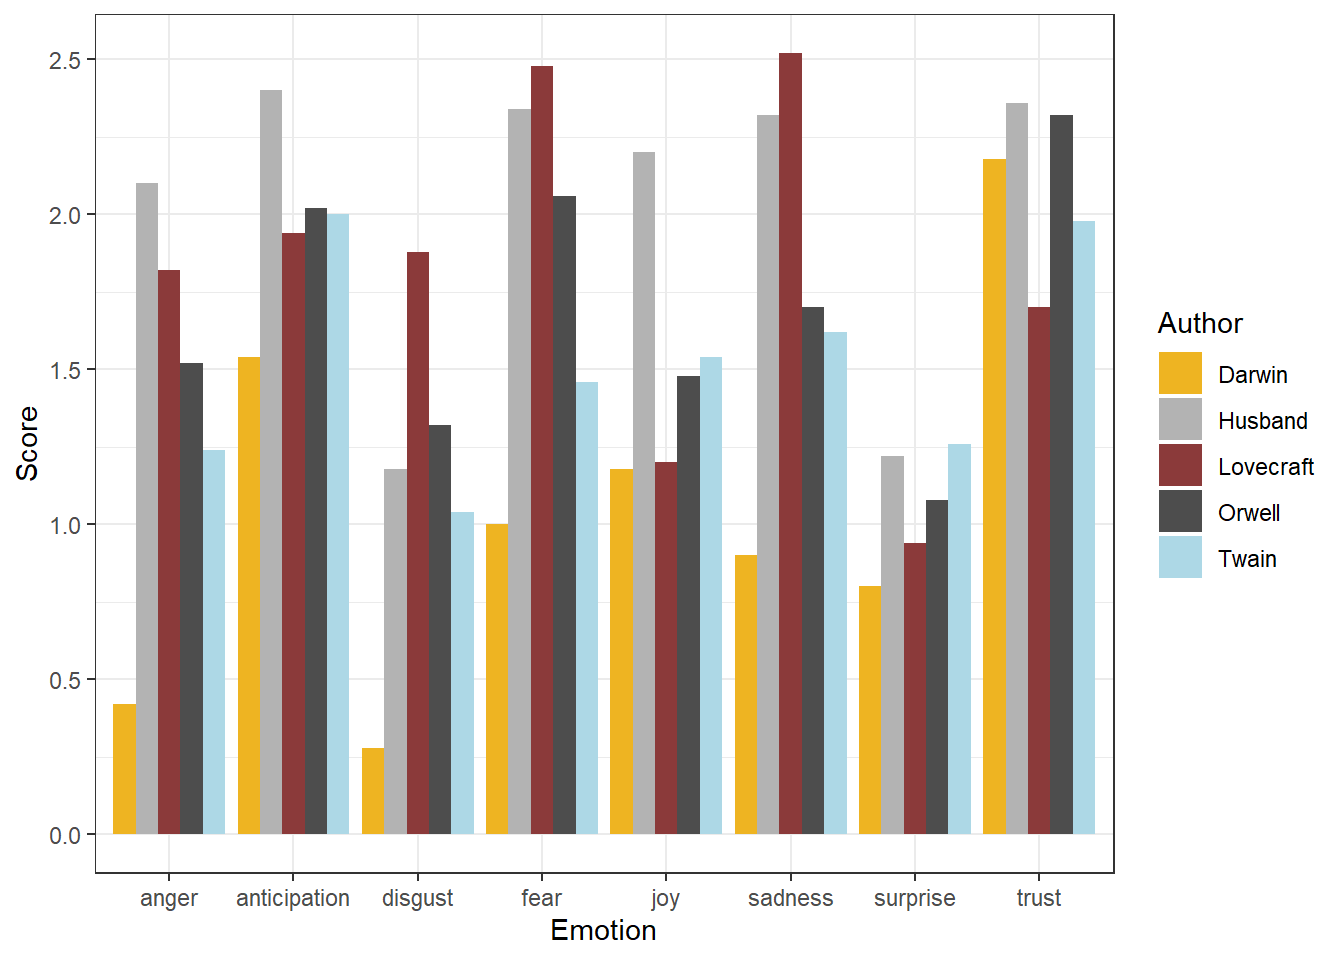 2.5
2.0
1.5
1.0
0.5
0.0
Score
anger anticipation disgust fear joy sadness surprise trust
Emotion
Author
Darwin
Husband
Lovecraft
Orwell
Twain